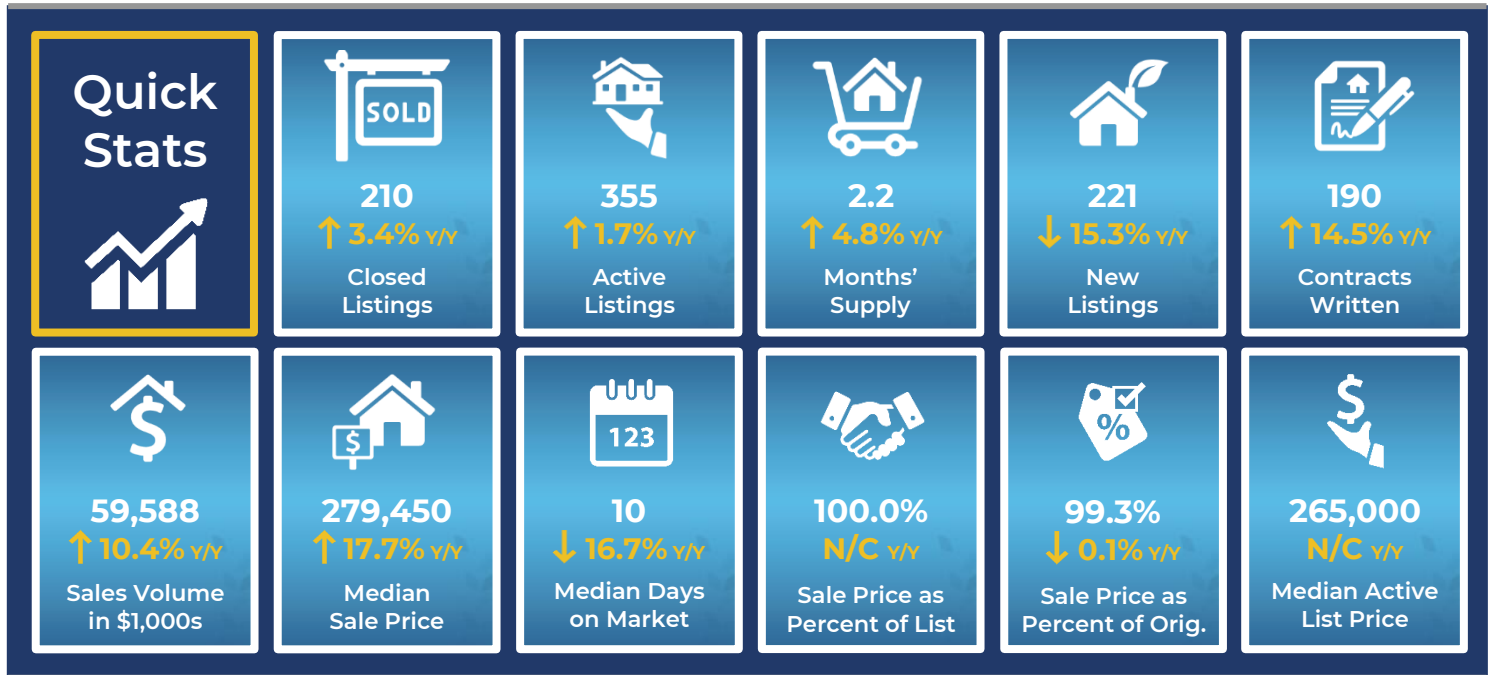 Quick
Stats
SOLD
210
↑ 3.4% Y/Y
Closed
Listings
355
↑ 1.7% Y/Y
Active
Listings
2.2
↑ 4.8% Y/Y
Months’
Supply
221
↓ 15.3% Y/Y
New
Listings
190
↑ 14.5% Y/Y
Contracts
Written
$
59,588
↑ 10.4% Y/Y
Sales Volume
in $1,000s
$
279,450
↑ 17.7% Y/Y
Median
Sale Price
123
10
↓ 16.7% Y/Y
Median Days
on Market
100.0%
N/C Y/Y
Sale Price as
Percent of List
%
99.3%
↓ 0.1% Y/Y
Sale Price as
Percent of Orig.
$
265,000
N/C Y/Y
Median Active
List Price